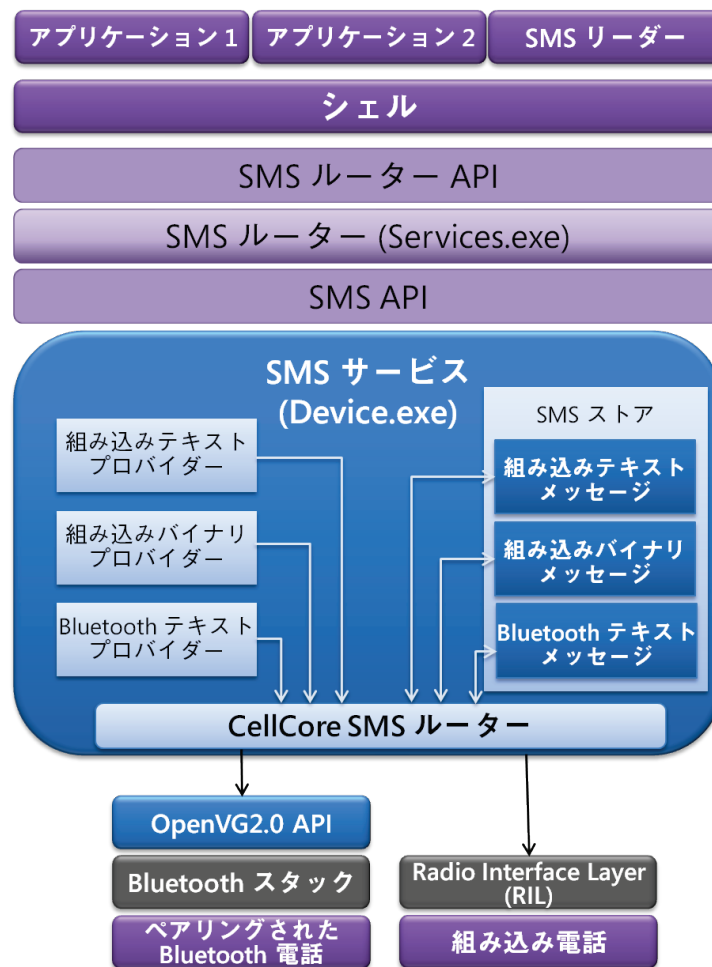 アプリケーション 1
アプリケーション 2
SMS リーダー
シェル
SMS ルーター API
SMS ルーター (Services.exe)
SMS API
SMS サービス
(Device.exe)
組み込みテキスト
プロバイダー
組み込みバイナリ
プロバイダー
Bluetooth テキスト
プロバイダー
SMS ストア
組み込みテキスト
メッセージ
組み込みバイナリ
メッセージ
Bluetooth テキスト
メッセージ
CellCore SMS ルーター
OpenVG2.0 API
Bluetooth スタック
ペアリングされた
Bluetooth 電話
Radio Interface Layer
(RIL)
組み込み電話